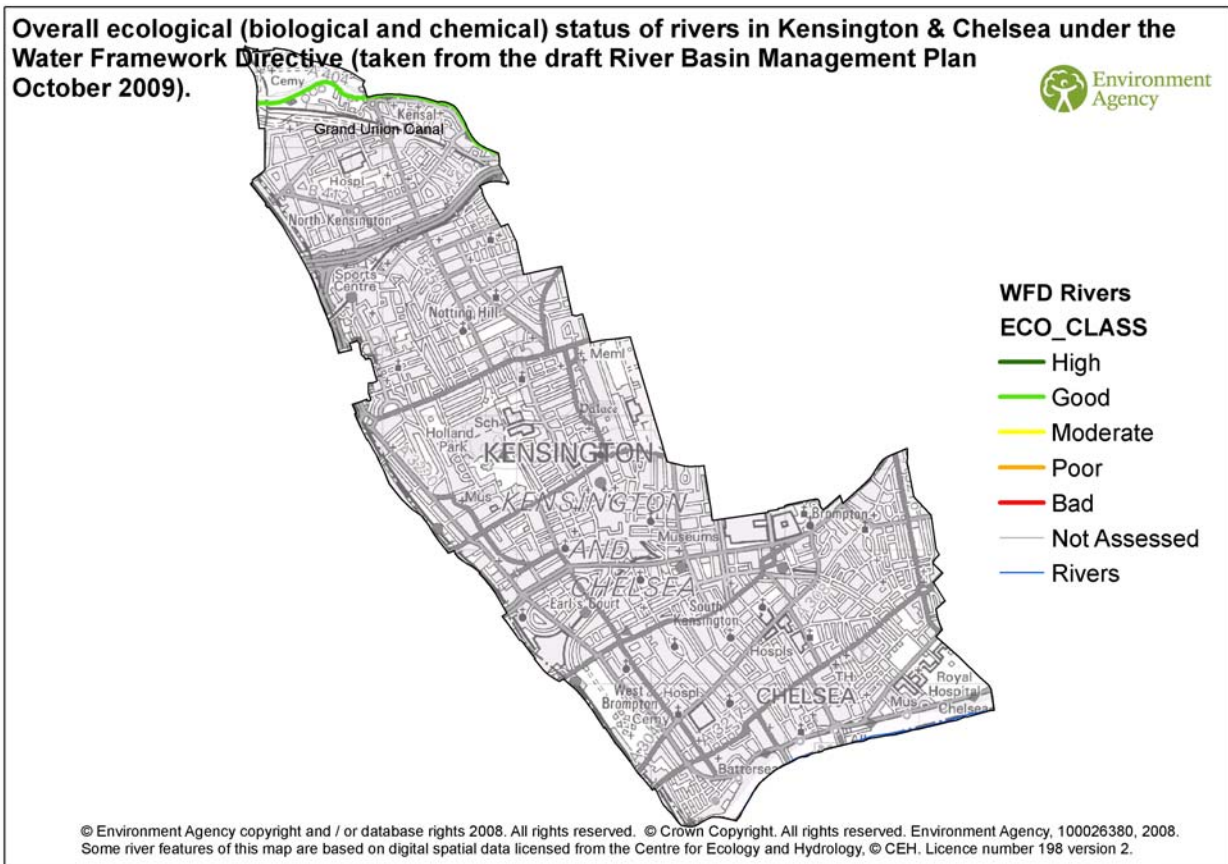 Overall ecological (biological and chemical) status of rivers in Kensington & Chelsea under the
Water Framework Directive (taken from the draft River Basin Management Plan
October 2009).
Environment
Agency
A 404
Cemy
Kensal
Grand Union Canal
Hospl
B 412
North Kensington
Sports
Centre
Notting Hill
Meml
Palace
Sch
Holland
Park
KENSINGTON
Mus
KENSINGTON
Brompton
Museums
AND
CHELSEA
Earl's Court
South
Kensington
Hospls
West
Brompton
Hospl
CHELSEA
TH
Royal
Hospital
Mus
Chelsea
Cemy
Battersea
WFD Rivers
ECO_CLASS
High
Good
Moderate
Poor
Bad
Not Assessed
Rivers
© Environment Agency copyright and / or database rights 2008. All rights reserved. © Crown Copyright. All rights reserved. Environment Agency, 100026380, 2008.
Some river features of this map are based on digital spatial data licensed from the Centre for Ecology and Hydrology, © CEH. Licence number 198 version 2.